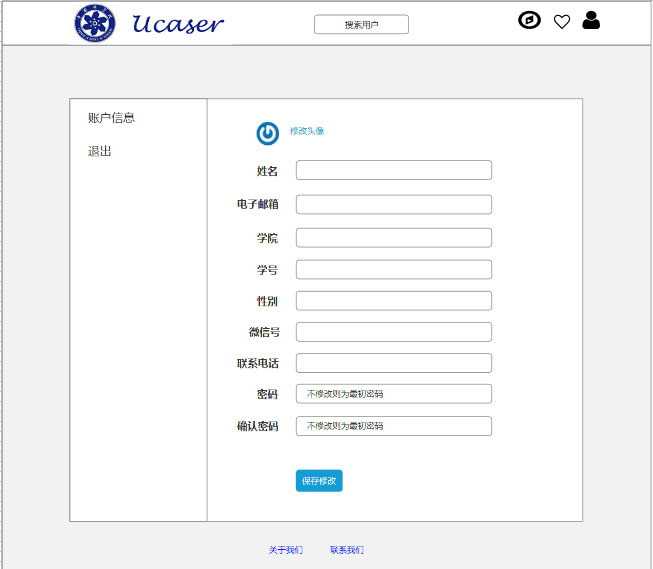 Ucaser
搜索用户
账户信息
退出
修改头像
姓名
电子邮箱
学院
学号
性别
微信号
联系电话
密码
不修改则为最初密码
确认密码
不修改则为最初密码
保存修改
关于我们
联系我们